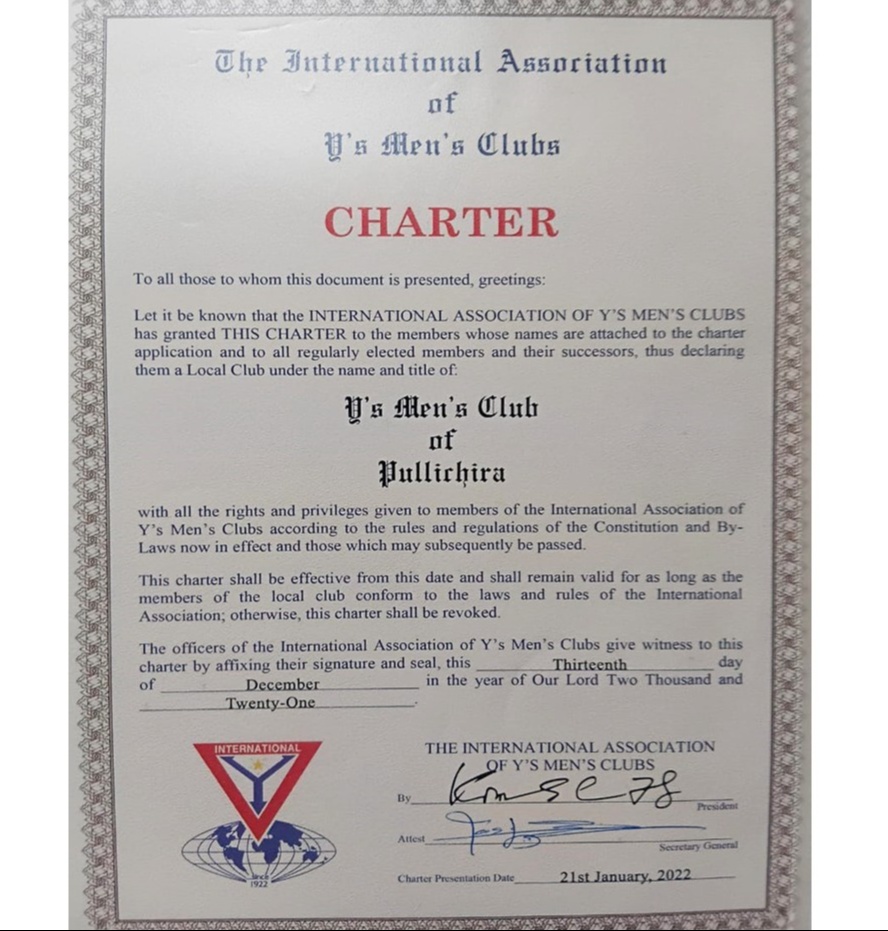 The International Association
of
Y's Men's Clubs
CHARTER
To all those to whom this document is presented, greetings:
Let it be known that the INTERNATIONAL ASSOCIATION OF Y'S MEN'S CLUBS
has granted THIS CHARTER to the members whose names are attached to the charter
application and to all regularly elected members and their successors, thus declaring
them a Local Club under the name and title of:
Y's Men's Club
of
Pullichira
with all the rights and privileges given to members of the International Association of
Y's Men's Clubs according to the rules and regulations of the Constitution and By-
Laws now in effect and those which may subsequently be passed.
This charter shall be effective from this date and shall remain valid for as long as the
members of the local club conform to the laws and rules of the International
Association; otherwise, this charter shall be revoked.
The officers of the International Association of Y's Men's Clubs give witness to this
charter by affixing their signature and seal, this Thirteenth day
of December in the year of Our Lord Two Thousand and
Twenty-One.
INTERNATIONAL
Y
since
1922
THE INTERNATIONAL ASSOCIATION
OF Y'S MEN'S CLUBS
By
President
Attest
Secretary General
Charter Presentation Date 21st January, 2022